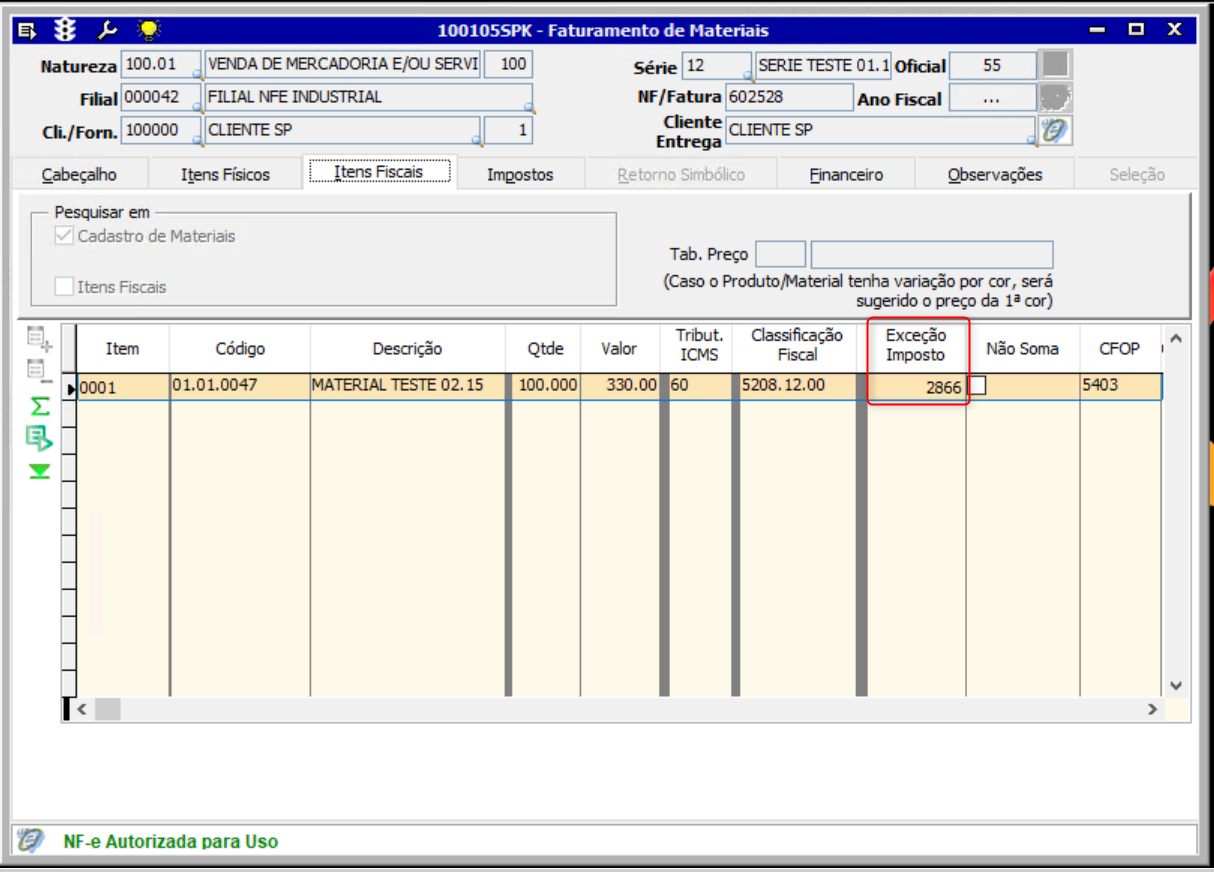 100105SPK - Faturamento de Materiais
Natureza 100.01 VENDA DE MERCADORIA E/OU SERVI 100 Série 12 SERIE TESTE 01.1 Oficial 55
Filial 000042 FILIAL NFE INDUSTRIAL NF/Fatura 602528 Ano Fiscal ...
Cli./Forn. 100000 CLIENTE SP 1 Cliente Entrega CLIENTE SP
Cabeçalho Itens Físicos Itens Fiscais Impostos Retorno Simbólico Financeiro Observações Seleção
Pesquisar em
Cadastro de Materiais
Itens Fiscais
Tab. Preço
(Caso o Produto/Material tenha variação por cor, será
sugerido o preço da 1ª cor)
Item Código Descrição Qtde Valor Tribut. ICMS Classificação Fiscal Exceção Imposto Não Soma CFOP
0001 01.01.0047 MATERIAL TESTE 02.15 100.000 330.00 60 5208.12.00 2866 5403
NF-e Autorizada para Uso